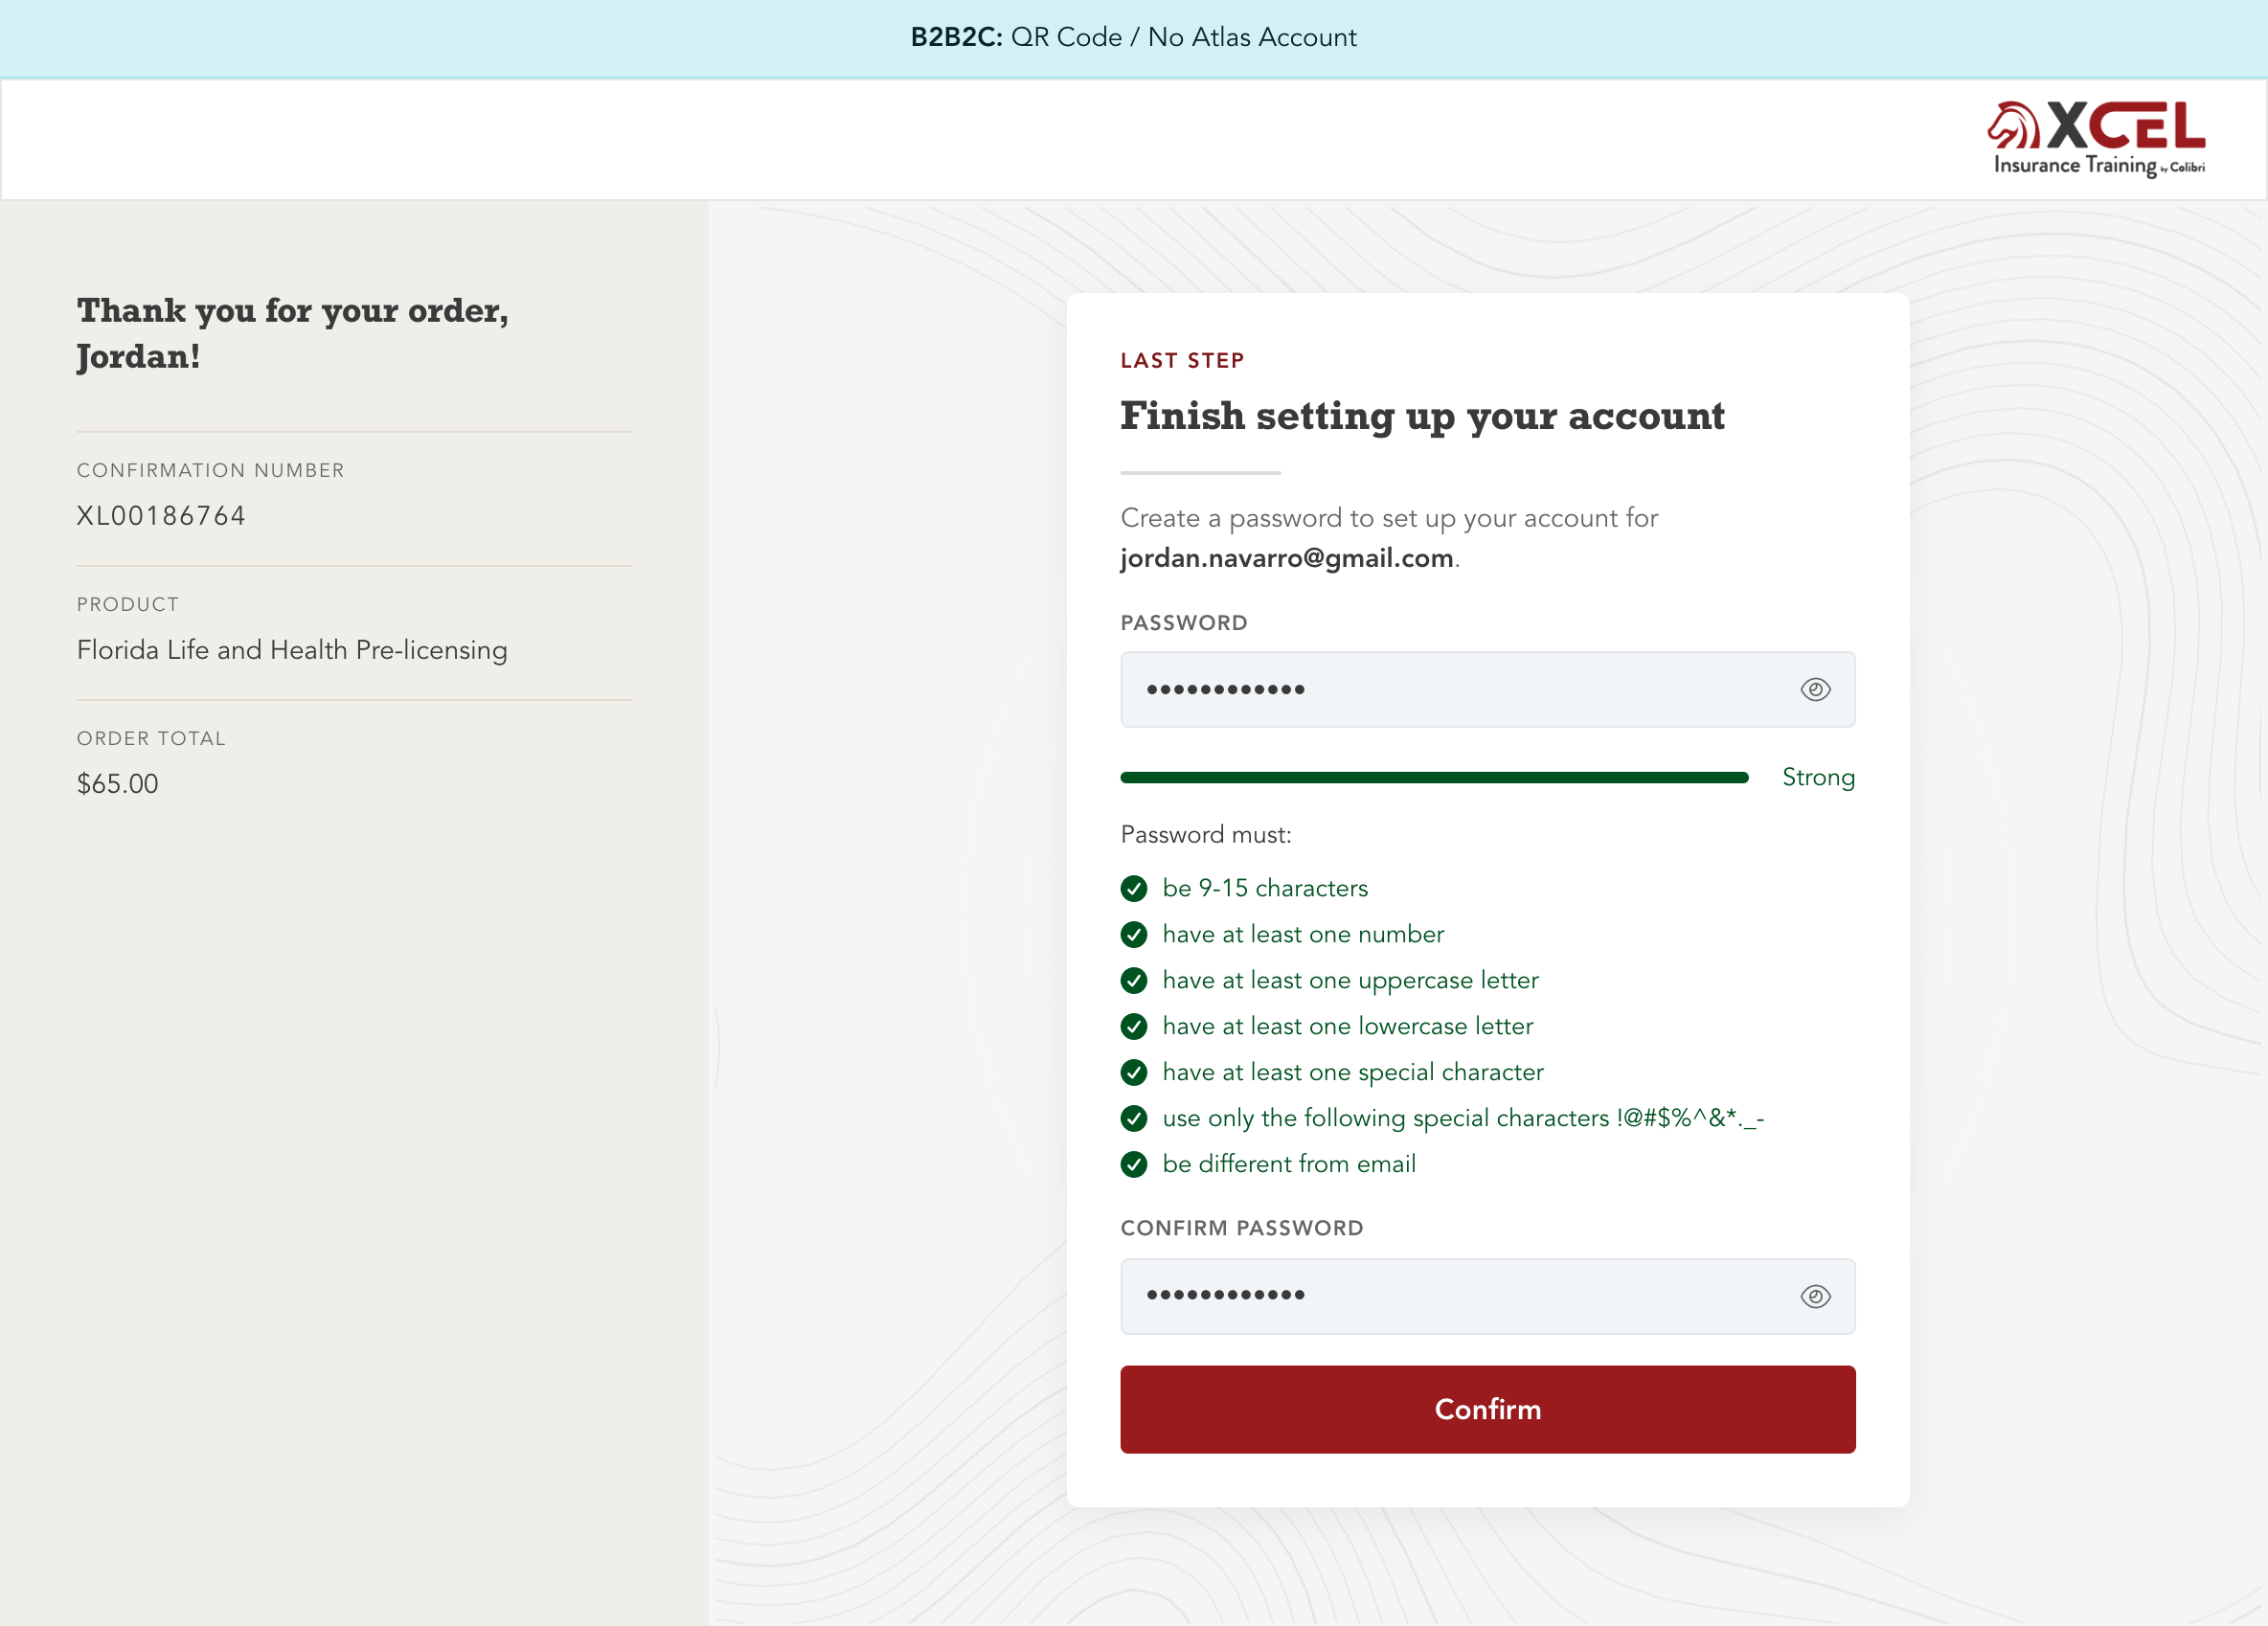 B2B2C: QR Code / No Atlas Account
XCEL
Insurance Training by Colibri
Thank you for your order,
Jordan!
CONFIRMATION NUMBER
XL00186764
PRODUCT
Florida Life and Health Pre-licensing
ORDER TOTAL
$65.00
LAST STEP
Finish setting up your account
Create a password to set up your account for
jordan.navarro@gmail.com.
PASSWORD
••••••••••••
Strong
Password must:
be 9-15 characters
have at least one number
have at least one uppercase letter
have at least one lowercase letter
have at least one special character
use only the following special characters !@#$%^&*._-
be different from email
CONFIRM PASSWORD
••••••••••••
Confirm